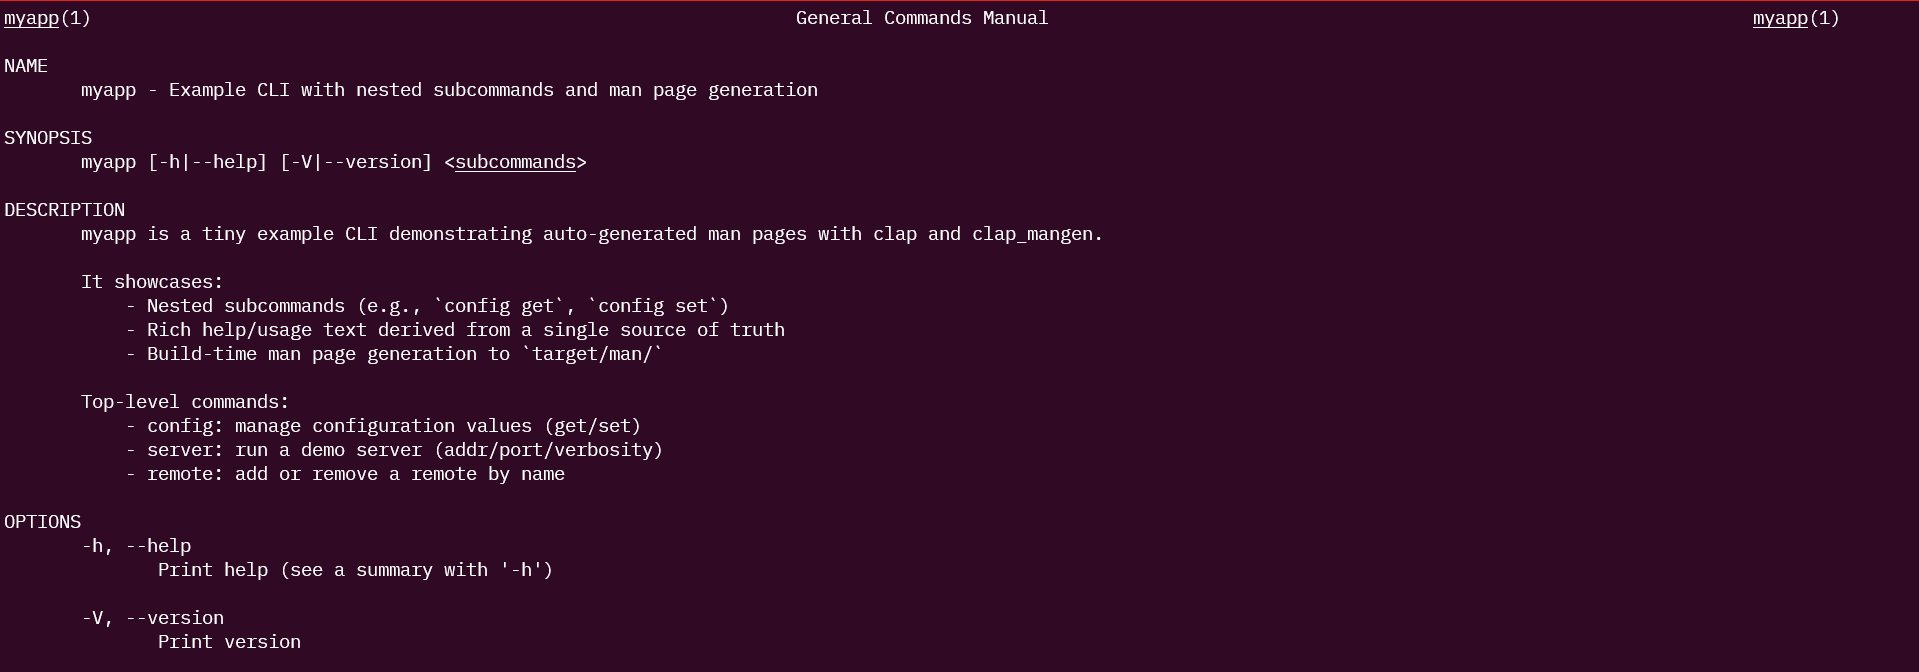 myapp(1) General Commands Manual myapp(1)
NAME
myapp - Example CLI with nested subcommands and man page generation
SYNOPSIS
myapp [-h|--help] [-V|--version] <subcommands>
DESCRIPTION
myapp is a tiny example CLI demonstrating auto-generated man pages with clap and clap_mangen.
It showcases:
- Nested subcommands (e.g., `config get`, `config set`)
- Rich help/usage text derived from a single source of truth
- Build-time man page generation to `target/man/`
Top-level commands:
- config: manage configuration values (get/set)
- server: run a demo server (addr/port/verbosity)
- remote: add or remove a remote by name
OPTIONS
-h, --help
Print help (see a summary with '-h')
-V, --version
Print version